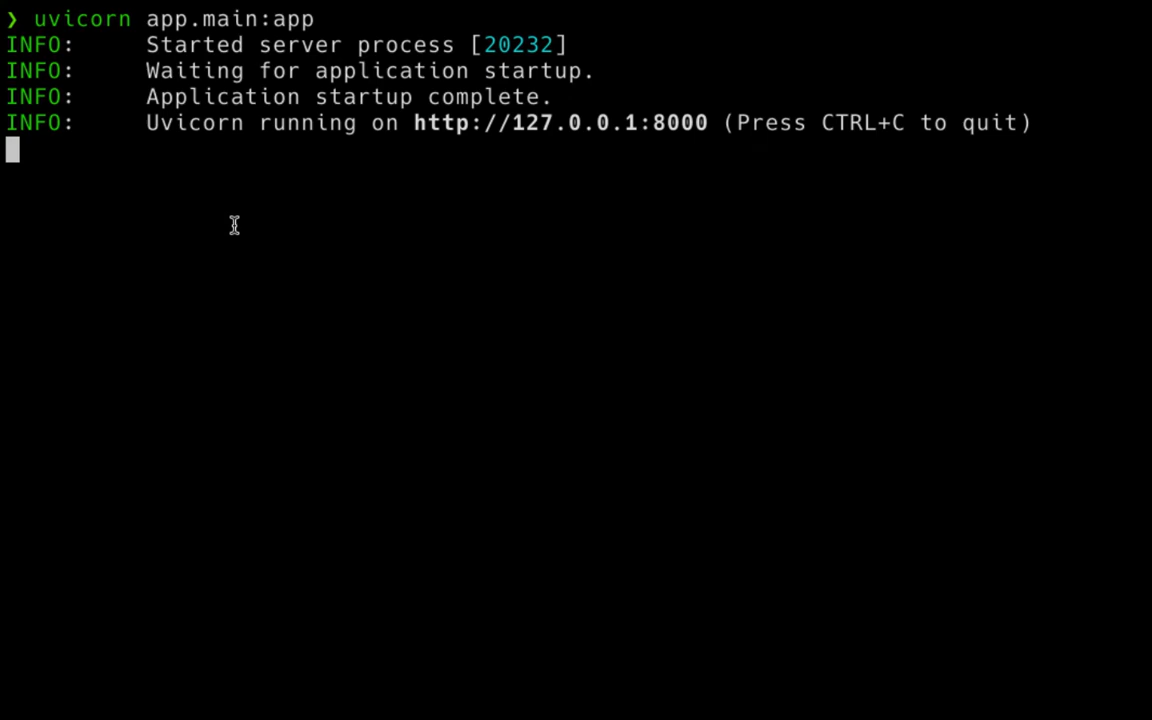 ❯ uvicorn app.main:app
INFO:     Started server process [20232]
INFO:     Waiting for application startup.
INFO:     Application startup complete.
INFO:     Uvicorn running on http://127.0.0.1:8000 (Press CTRL+C to quit)